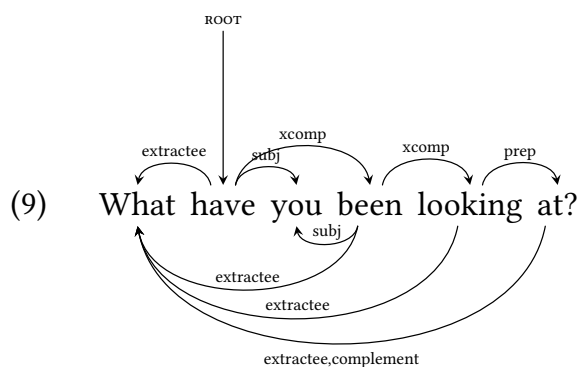 ROOT
extractee
subj
xcomp
xcomp
prep
(9) What have you been looking at?
subj
extractee
extractee
extractee,complement